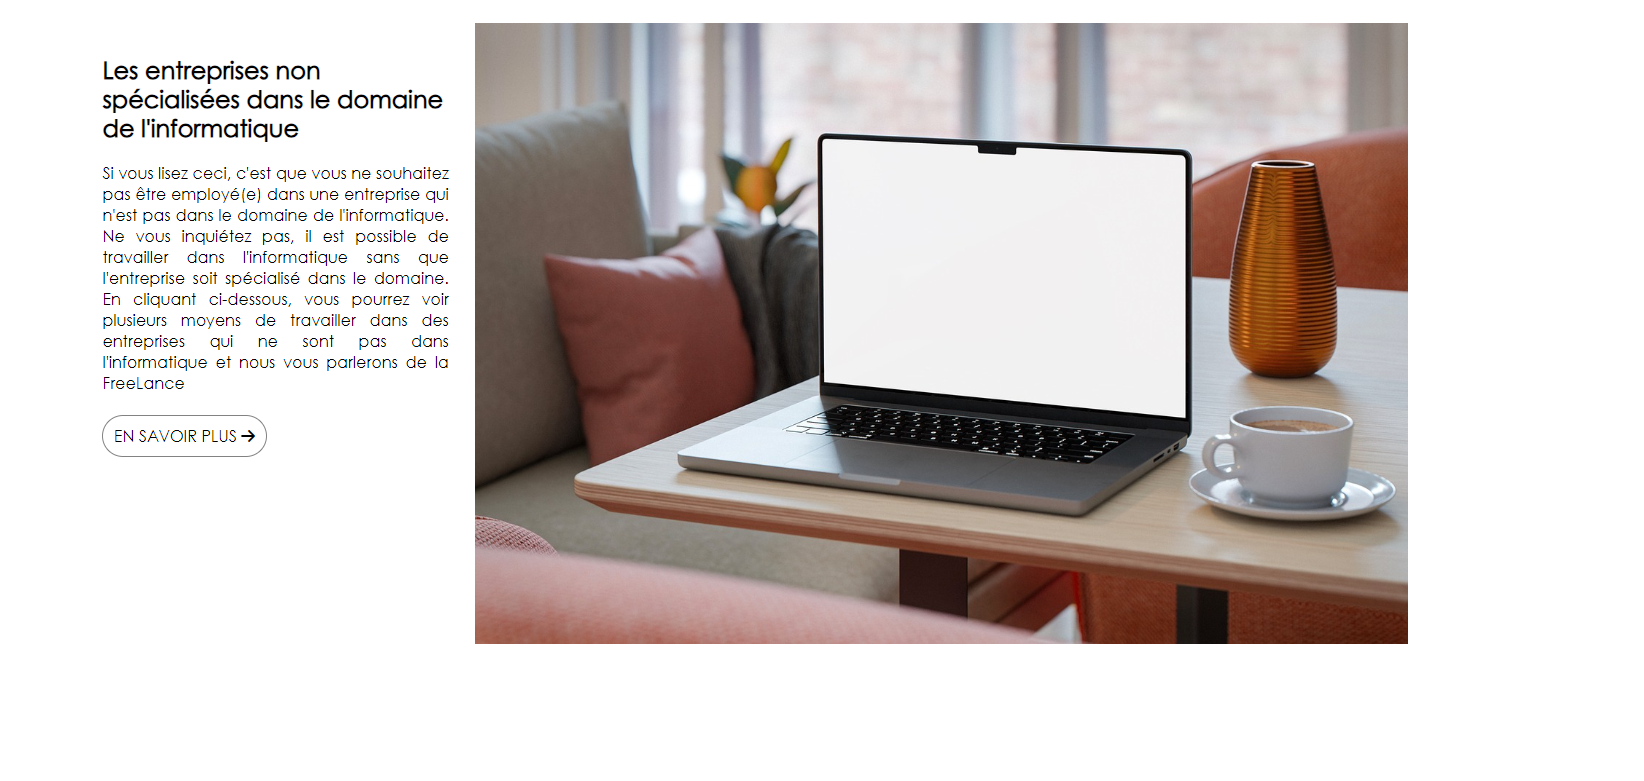 Les entreprises non
spécialisées dans le domaine
de l'informatique
Si vous lisez ceci, c'est que vous ne souhaitez
pas être employé(e) dans une entreprise qui
n'est pas dans le domaine de l'informatique.
Ne vous inquiétez pas, il est possible de
travailler dans l'informatique sans que
l'entreprise soit spécialisé dans le domaine.
En cliquant ci-dessous, vous pourrez voir
plusieurs moyens de travailler dans des
entreprises qui ne sont pas dans
l'informatique et nous vous parlerons de la
FreeLance
EN SAVOIR PLUS →